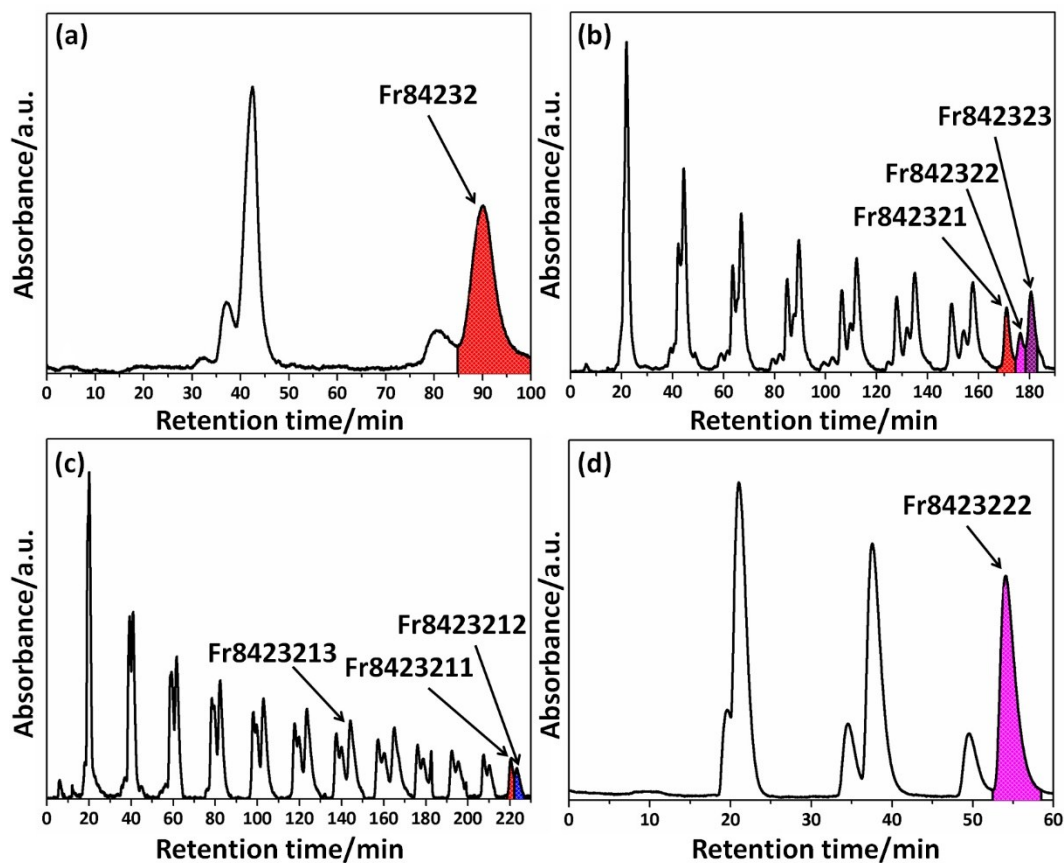 (a)
Fr84232
Absorbance/a.u.
0 10 20 30 40 50 60 70 80 90 100
Retention time/min
(b)
Fr842323
Fr842322
Fr842321
Absorbance/a.u.
0 20 40 60 80 100 120 140 160 180
Retention time/min
(c)
Fr8423212
Fr8423213
Fr8423211
Absorbance/a.u.
0 20 40 60 80 100 120 140 160 180 200 220
Retention time/min
(d)
Fr8423222
Absorbance/a.u.
0 10 20 30 40 50 60
Retention time/min